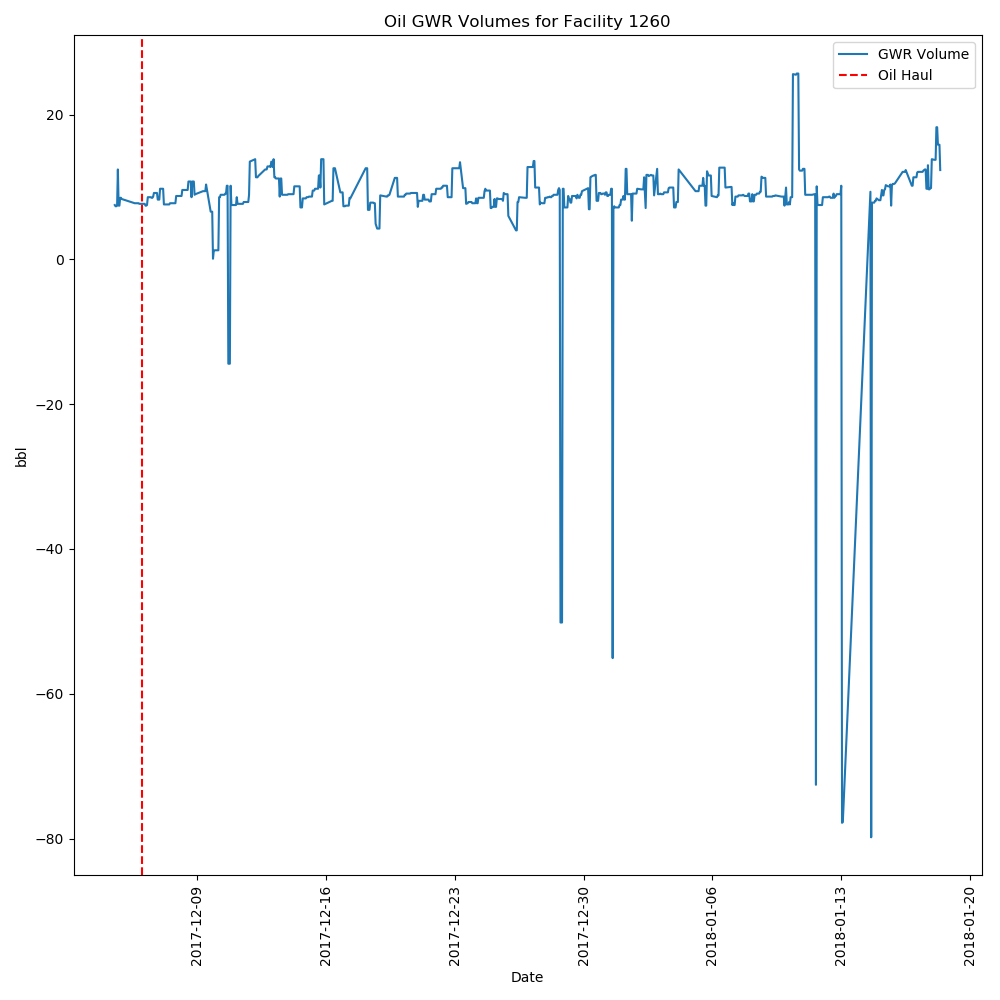 Oil GWR Volumes for Facility 1260
GWR Volume
Oil Haul
20
0
−20
−40
−60
−80
bbl
2017-12-09
2017-12-16
2017-12-23
2017-12-30
2018-01-06
2018-01-13
2018-01-20
Date